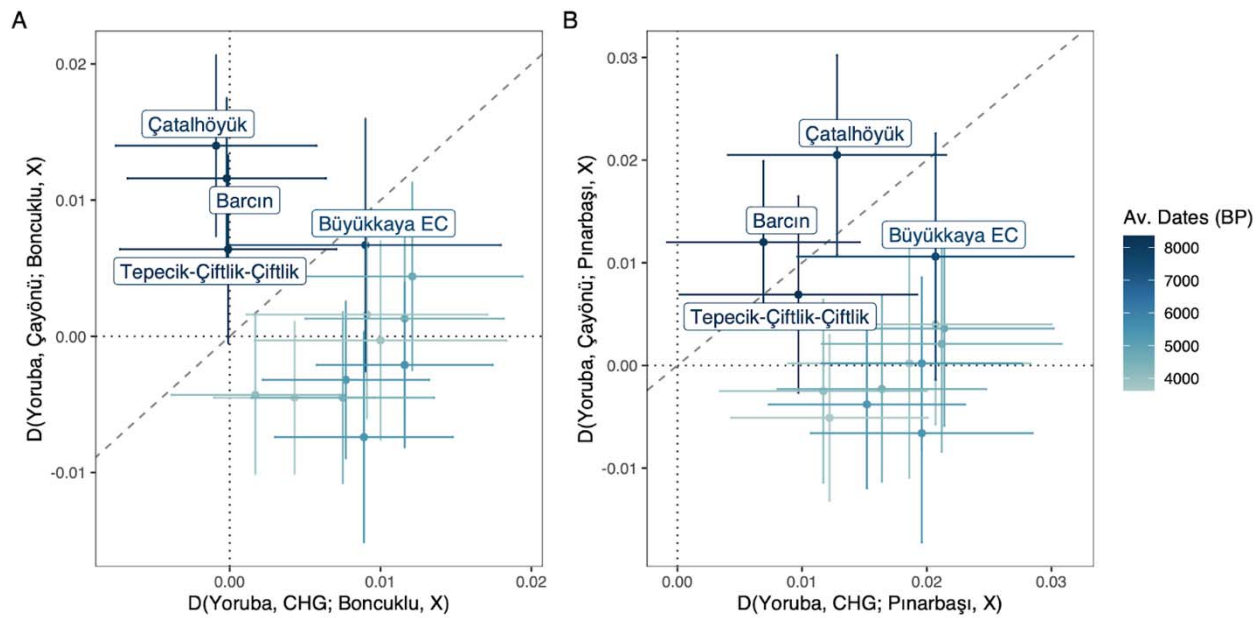 A
B
0.02
0.01
0.00
-0.01
D(Yoruba, Çayönü; Boncuklu, X)
Çatalhöyük
Barcın
Büyükkaya EC
Tepecik-Çiftlik-Çiftlik
0.00
0.01
0.02
D(Yoruba, CHG; Boncuklu, X)
0.03
0.02
0.01
0.00
-0.01
D(Yoruba, Çayönü; Pınarbaşı, X)
Çatalhöyük
Barcın
Büyükkaya EC
Tepecik-Çiftlik-Çiftlik
0.00
0.01
0.02
0.03
D(Yoruba, CHG; Pınarbaşı, X)
Av. Dates (BP)
8000
7000
6000
5000
4000